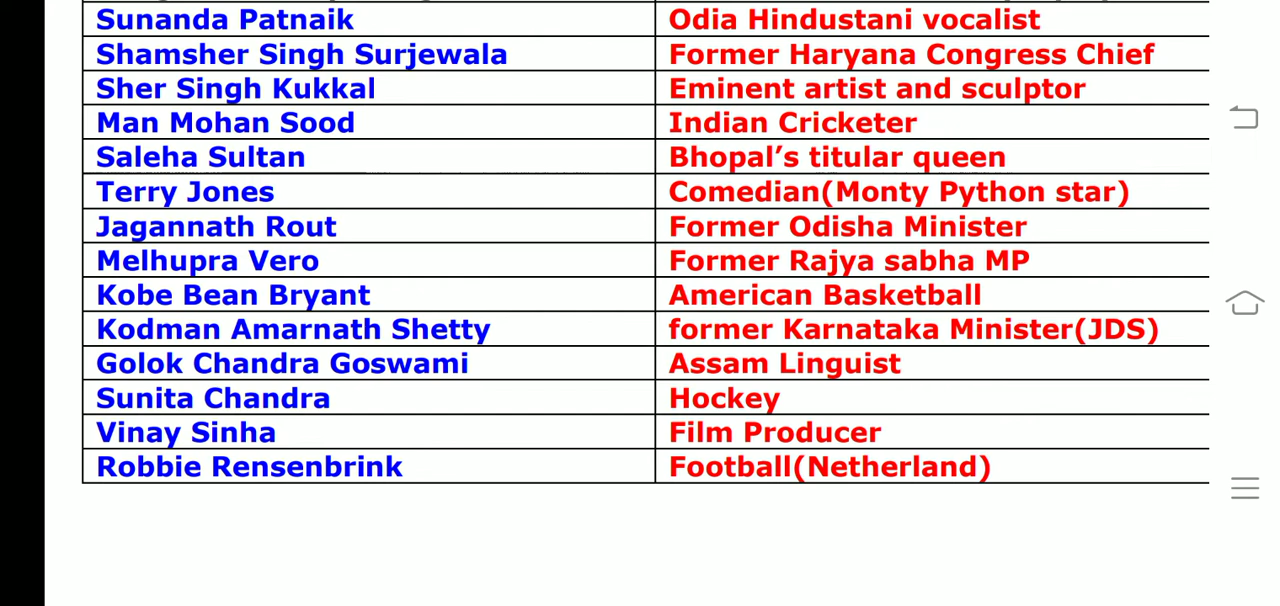 Sunanda Patnaik Odia Hindustani vocalist
Shamsher Singh Surjewala Former Haryana Congress Chief
Sher Singh Kukkal Eminent artist and sculptor
Man Mohan Sood Indian Cricketer
Saleha Sultan Bhopal’s titular queen
Terry Jones Comedian(Monty Python star)
Jagannath Rout Former Odisha Minister
Melhupra Vero Former Rajya sabha MP
Kobe Bean Bryant American Basketball
Kodman Amarnath Shetty former Karnataka Minister(JDS)
Golok Chandra Goswami Assam Linguist
Sunita Chandra Hockey
Vinay Sinha Film Producer
Robbie Rensenbrink Football(Netherland)